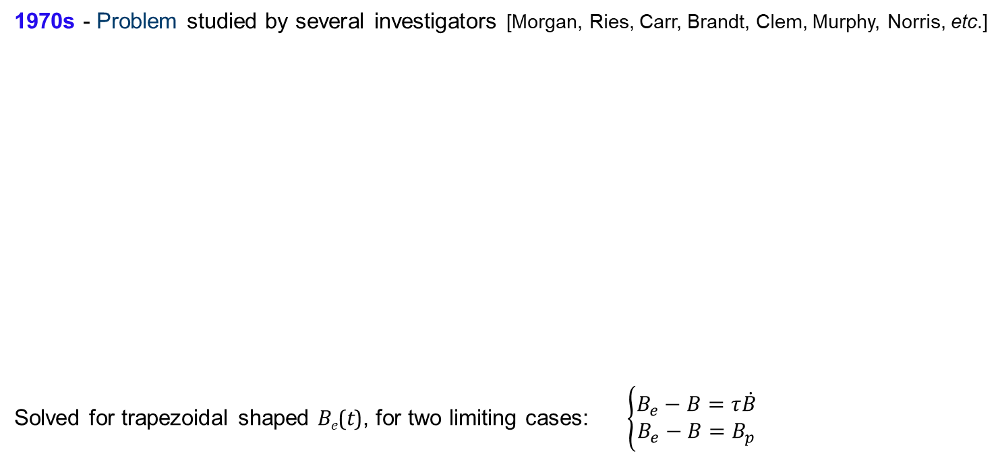 1970s - Problem studied by several investigators [Morgan, Ries, Carr, Brandt, Clem, Murphy, Norris, etc.]
Solved for trapezoidal shaped Bₑ(t), for two limiting cases: {Bₑ − B = τḂ
Bₑ − B = Bₚ